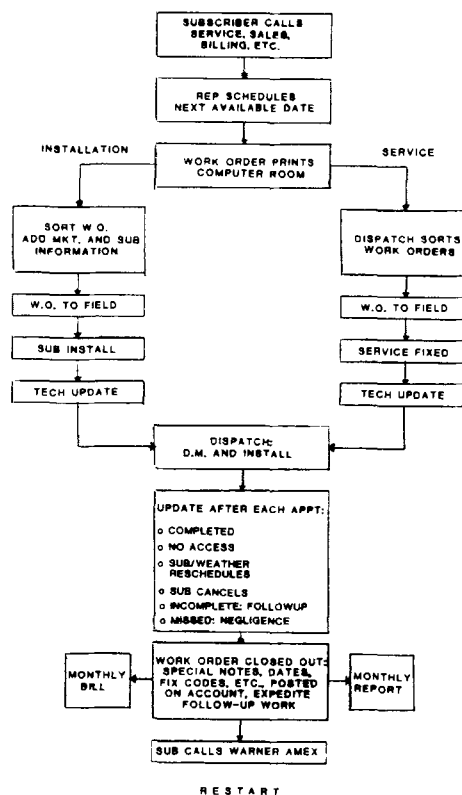 SUBSCRIBER CALLS
SERVICE, SALES,
BILLING, ETC.
REP SCHEDULES
NEXT AVAILABLE DATE
INSTALLATION
SERVICE
WORK ORDER PRINTS
COMPUTER ROOM
SORT W.O.
ADD MKT. AND SUB
INFORMATION
DISPATCH SORTS
WORK ORDERS
W.O. TO FIELD
W.O. TO FIELD
SUB INSTALL
SERVICE FIXED
TECH UPDATE
TECH UPDATE
DISPATCH:
D.M. AND INSTALL
UPDATE AFTER EACH APPT:
o COMPLETED
o NO ACCESS
o SUB/WEATHER
RESCHEDULES
o SUB CANCELS
o INCOMPLETE: FOLLOWUP
o MISSED: NEGLIGENCE
MONTHLY
BILL
WORK ORDER CLOSED OUT:
SPECIAL NOTES, DATES,
FIX CODES, ETC., POSTED
ON ACCOUNT, EXPEDITE
FOLLOW-UP WORK
MONTHLY
REPORT
SUB CALLS WARNER AMEX
RESTART